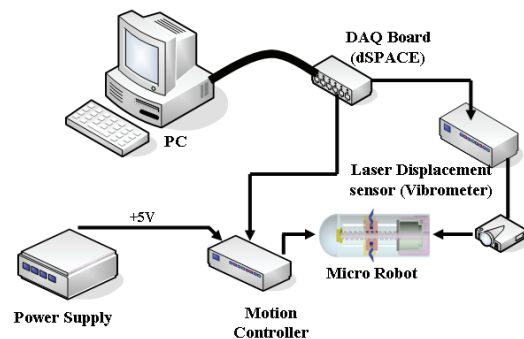 DAQ Board
(dSPACE)
PC
Laser Displacement
sensor (Vibrometer)
+5V
Micro Robot
Power Supply
Motion
Controller